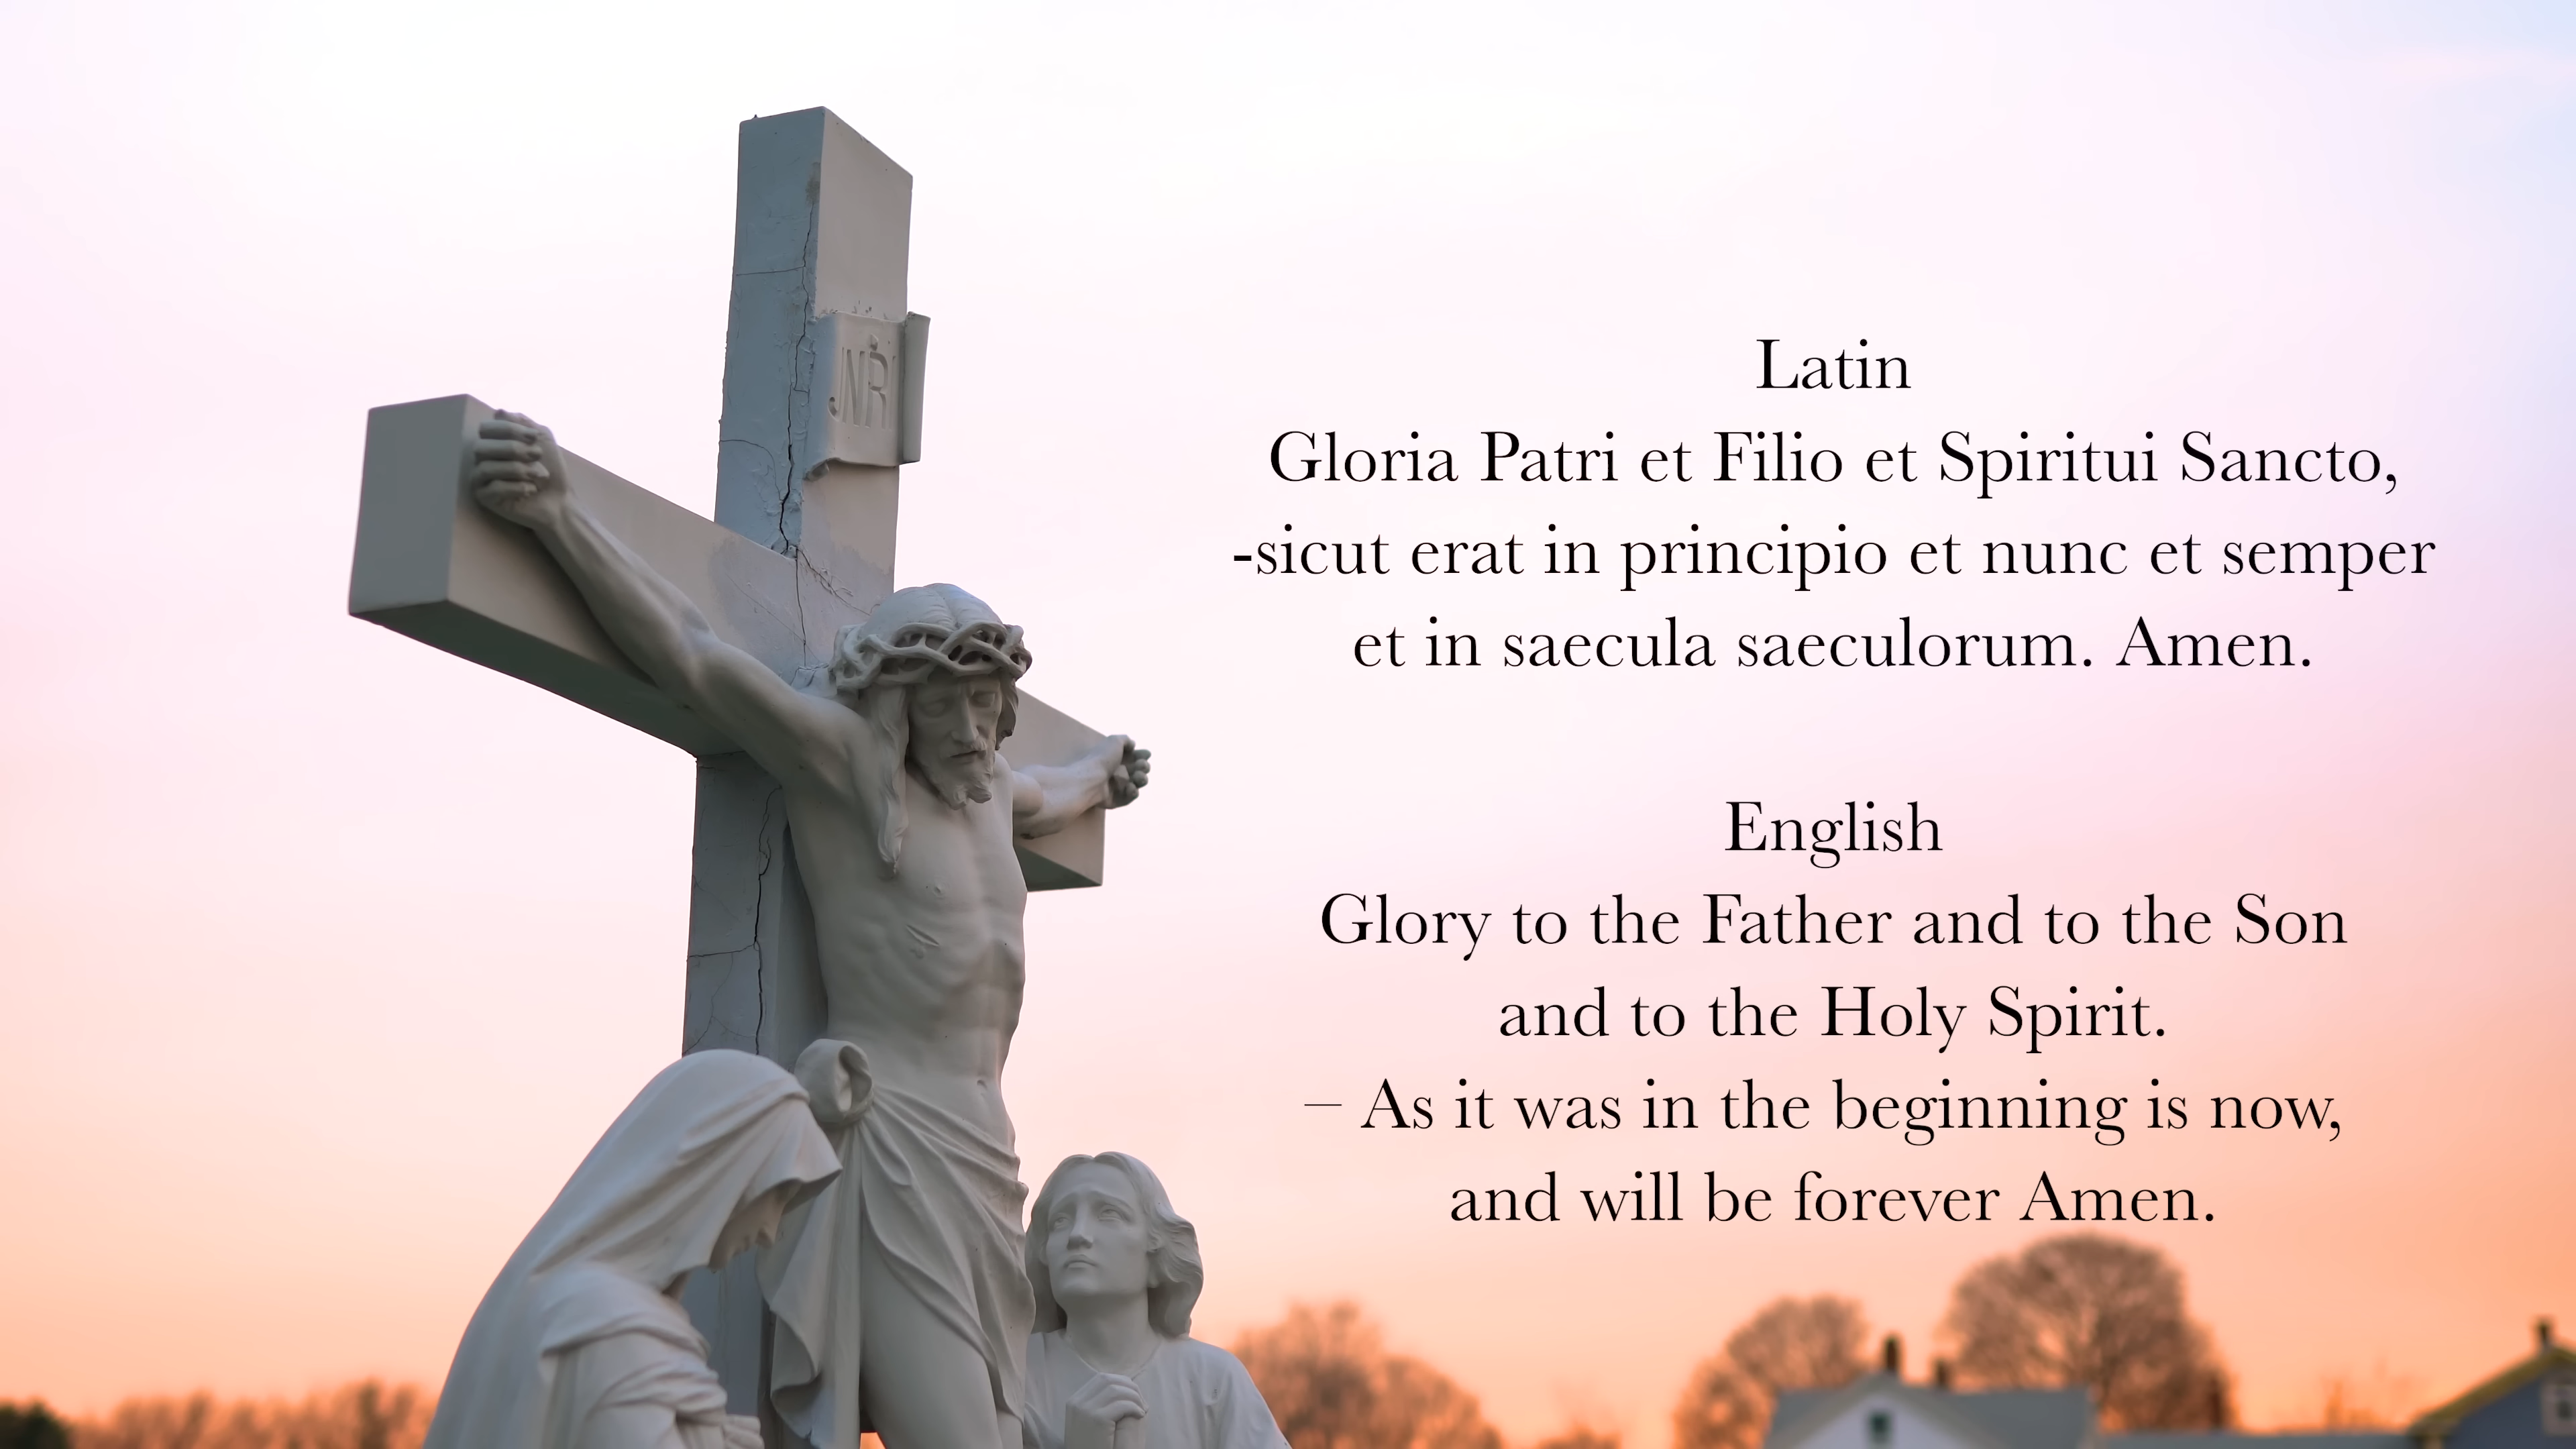 JNRI
Latin
Gloria Patri et Filio et Spiritui Sancto,
-sicut erat in principio et nunc et semper
et in saecula saeculorum. Amen.
English
Glory to the Father and to the Son
and to the Holy Spirit.
– As it was in the beginning is now,
and will be forever Amen.